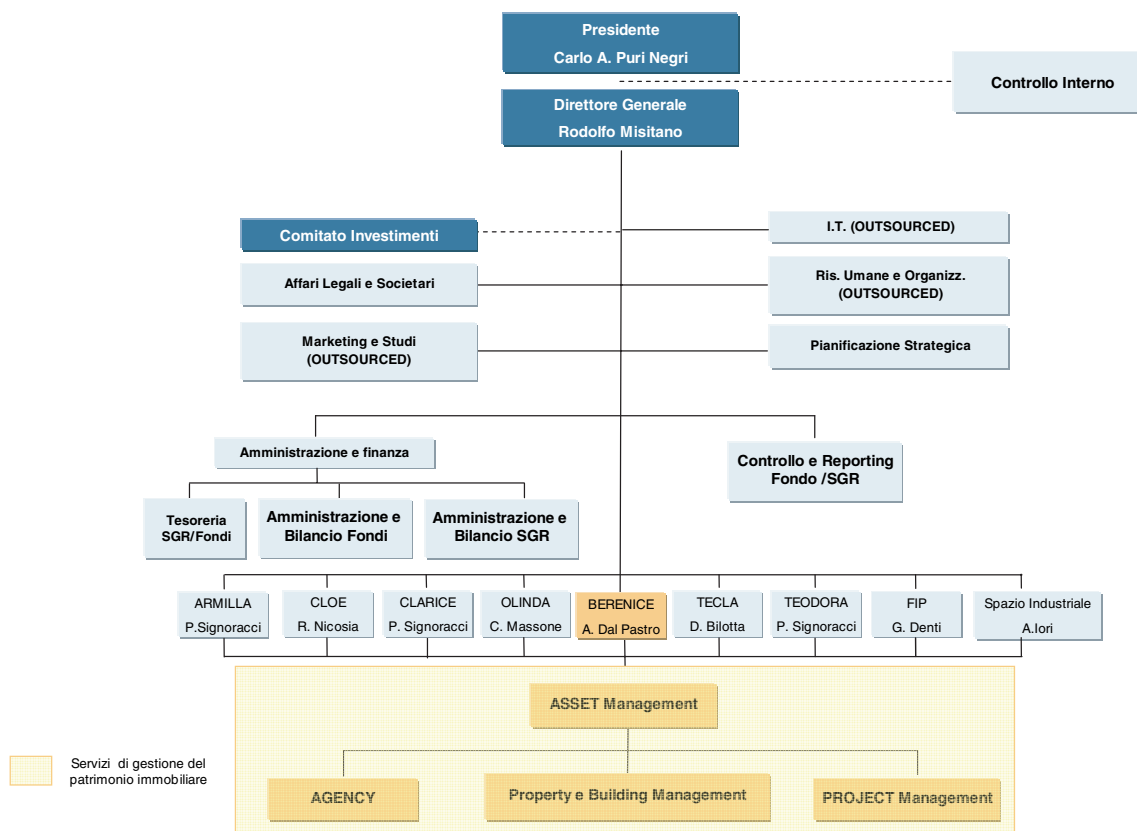 Presidente
Carlo A. Puri Negri
Controllo Interno
Direttore Generale
Rodolfo Misitano
Comitato Investimenti
I.T. (OUTSOURCED)
Affari Legali e Societari
Ris. Umane e Organizz.
(OUTSOURCED)
Marketing e Studi
(OUTSOURCED)
Pianificazione Strategica
Amministrazione e finanza
Controllo e Reporting
Fondo /SGR
Tesoreria
SGR/Fondi
Amministrazione e
Bilancio Fondi
Amministrazione e
Bilancio SGR
ARMILLA
P.Signoracci
CLOE
R. Nicosia
CLARICE
P. Signoracci
OLINDA
C. Massone
BERENICE
A. Dal Pastro
TECLA
D. Bilotta
TEODORA
P. Signoracci
FIP
G. Denti
Spazio Industriale
A.Iori
ASSET Management
Servizi di gestione del
patrimonio immobiliare
AGENCY
Property e Building Management
PROJECT Management